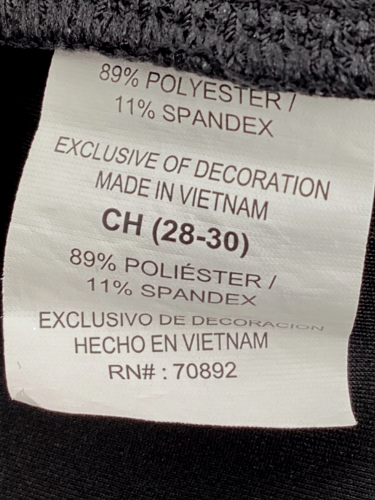 89% POLYESTER /
11% SPANDEX
EXCLUSIVE OF DECORATION
MADE IN VIETNAM
CH (28-30)
89% POLIÉSTER /
11% SPANDEX
EXCLUSIVO DE DECORACION
HECHO EN VIETNAM
RN# : 70892